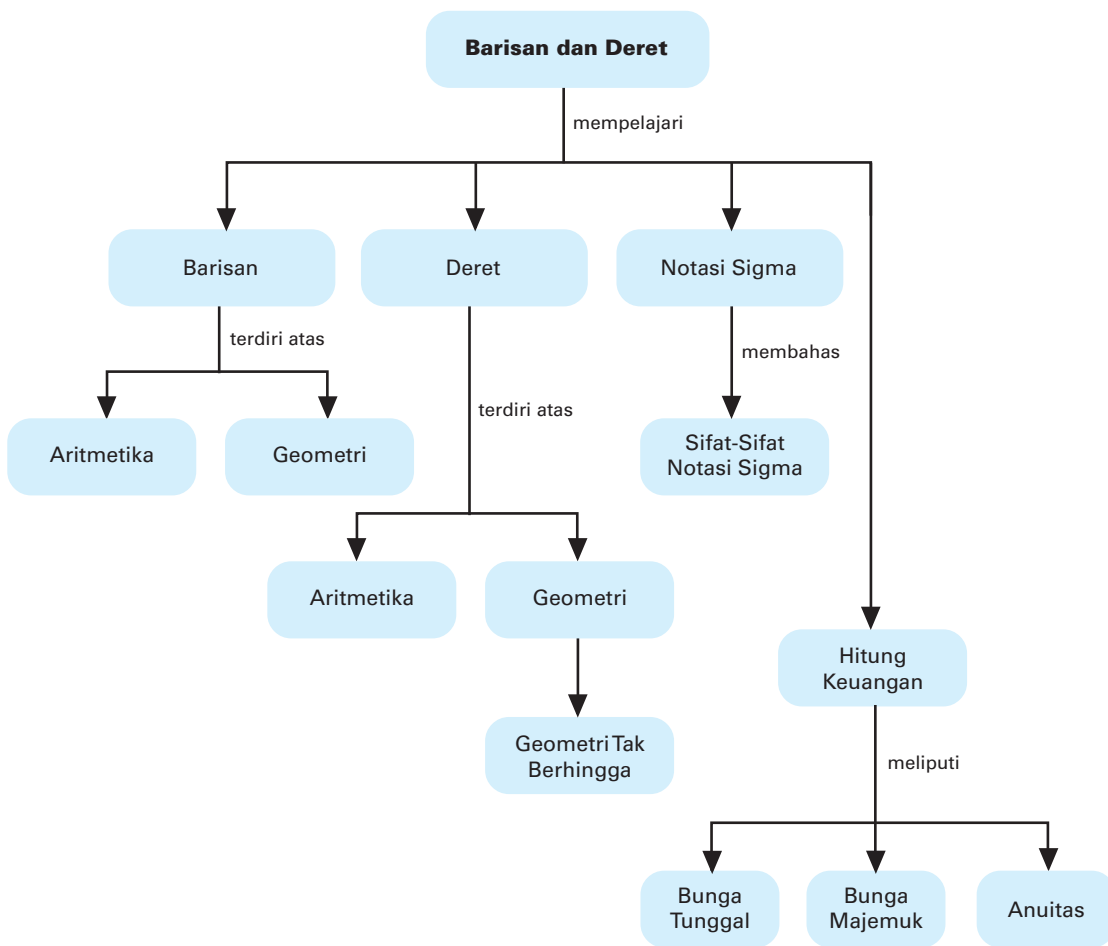 Barisan dan Deret
mempelajari
Barisan
Deret
Notasi Sigma
terdiri atas
membahas
Aritmetika
Geometri
terdiri atas
Sifat-Sifat
Notasi Sigma
Aritmetika
Geometri
Hitung
Keuangan
Geometri Tak
Berhingga
meliputi
Bunga
Tunggal
Bunga
Majemuk
Anuitas